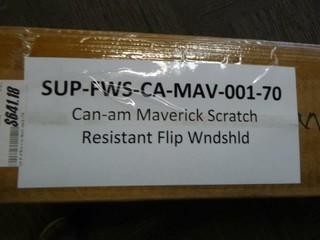 SUP-FWS-CA-MAV-001-70
Can-am Maverick Scratch
Resistant Flip Wndshld
$641.18